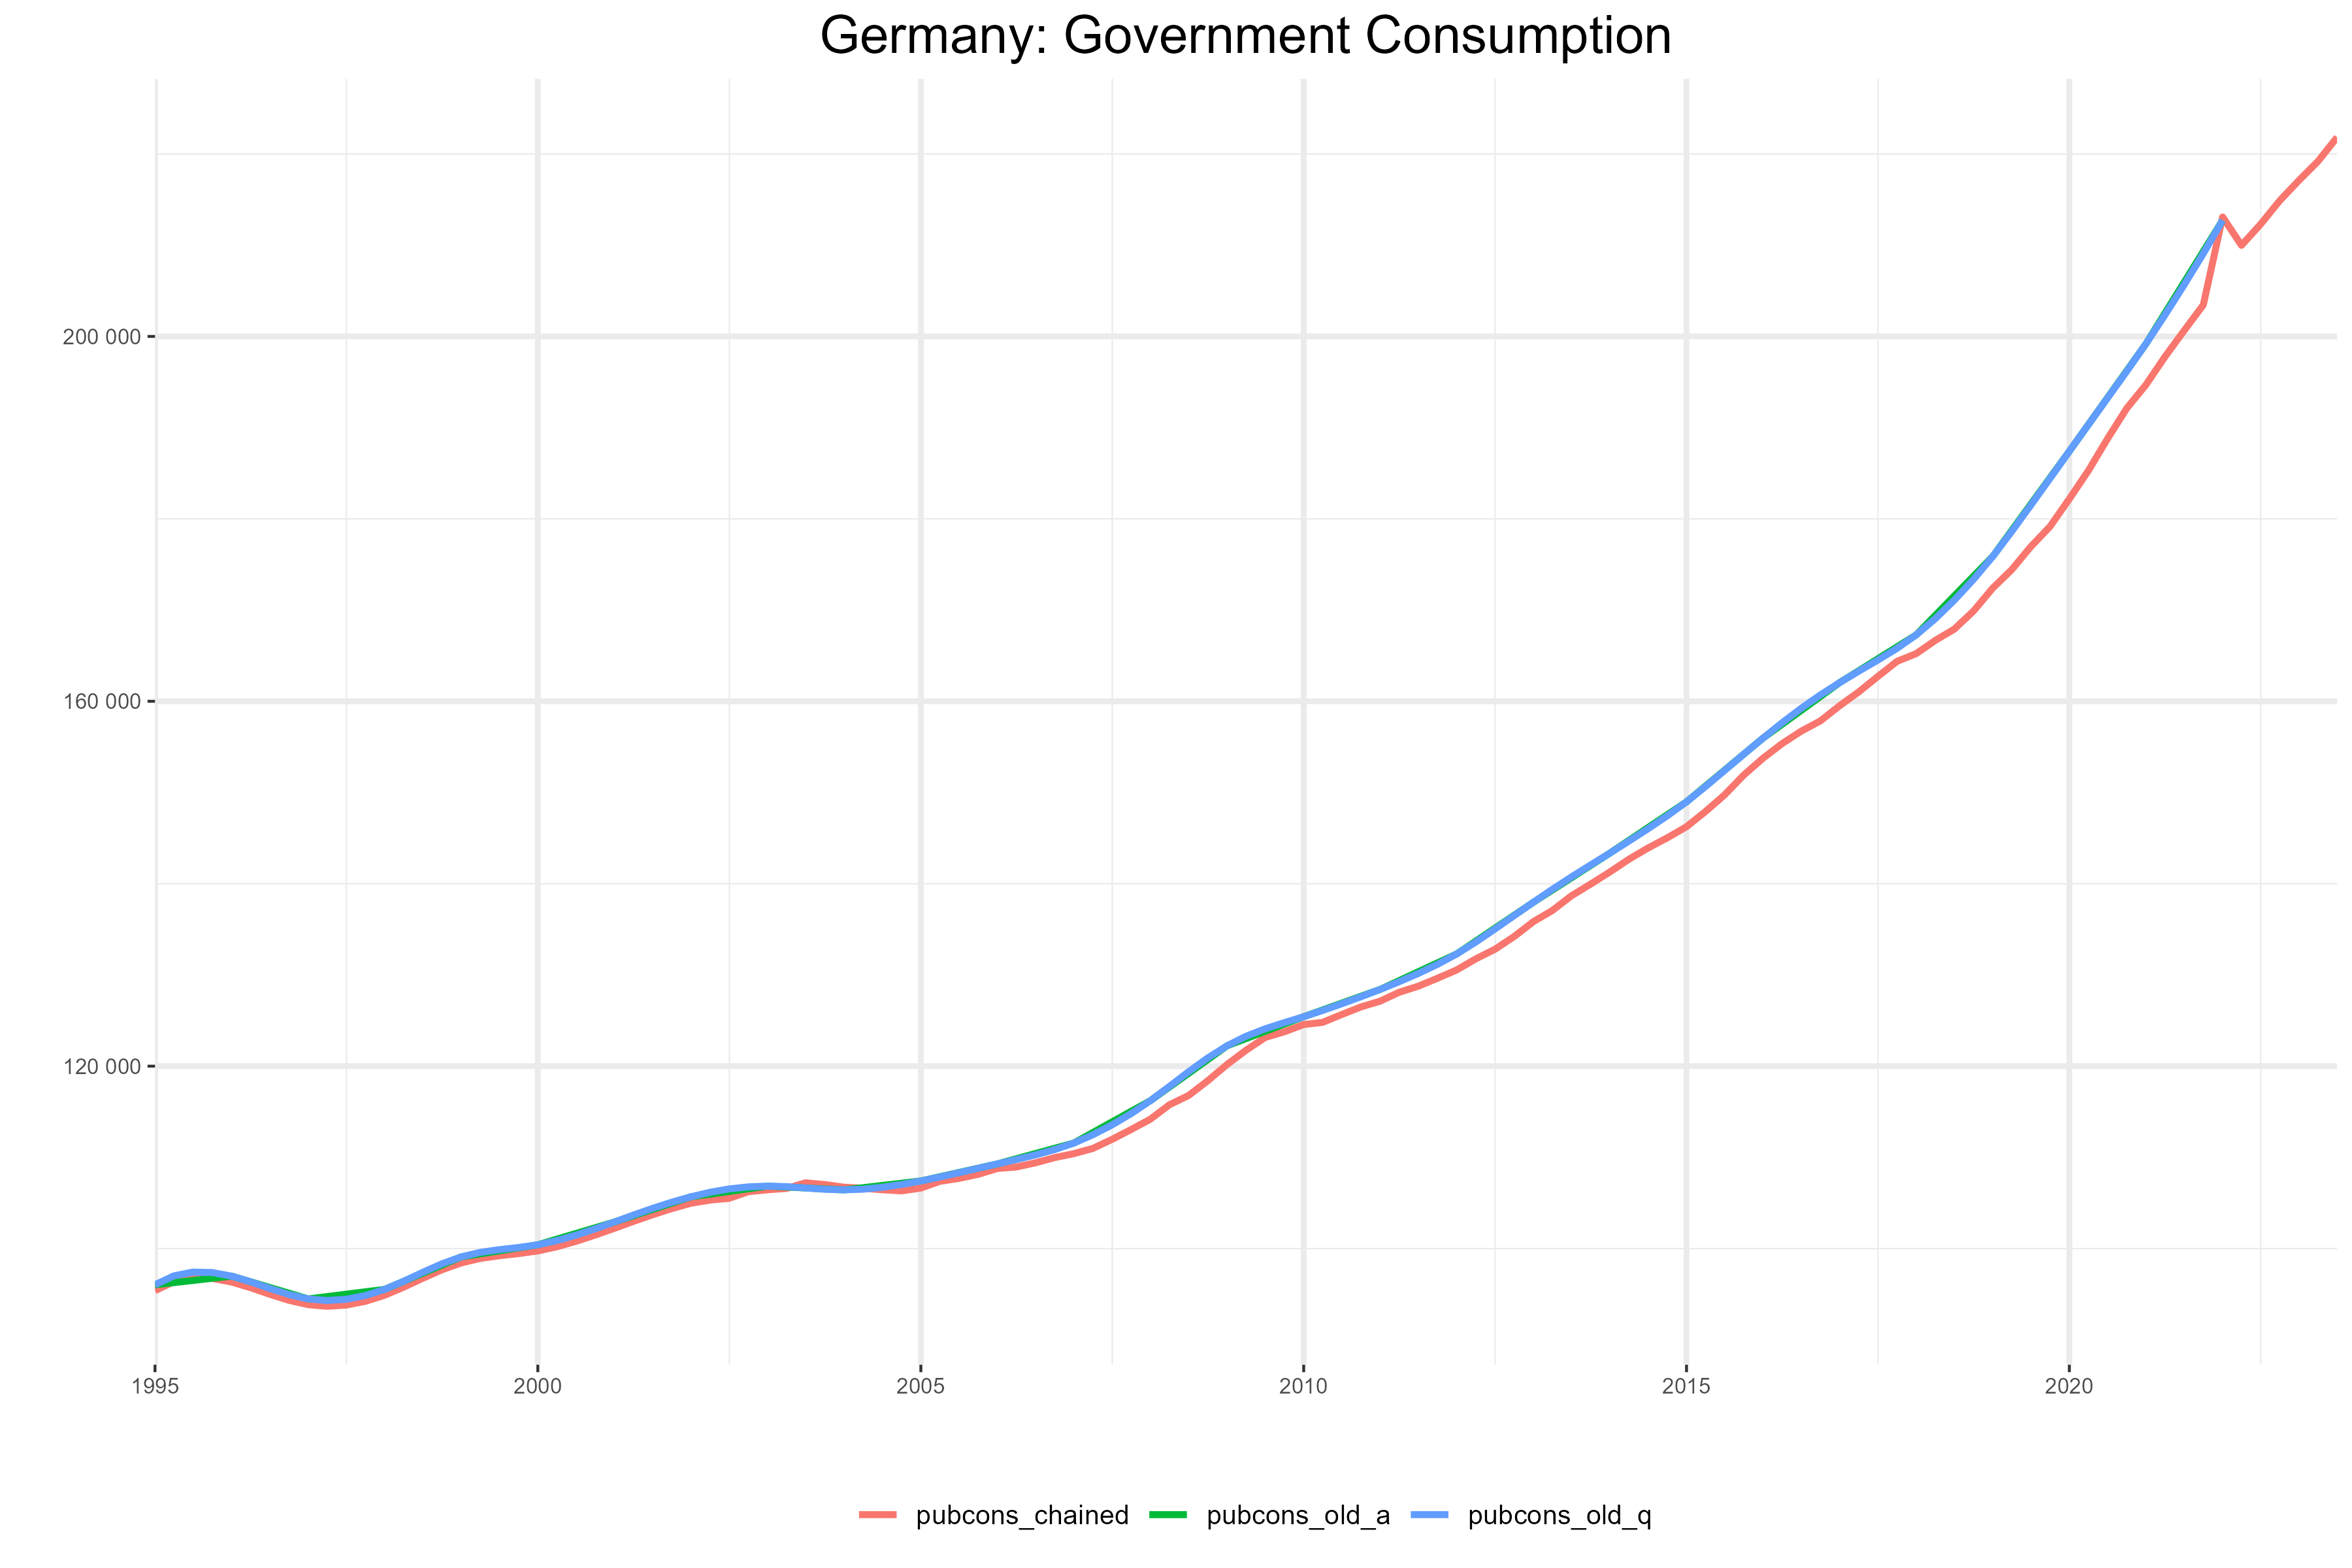 Germany: Government Consumption
200 000
160 000
120 000
1995 2000 2005 2010 2015 2020
pubcons_chained pubcons_old_a pubcons_old_q